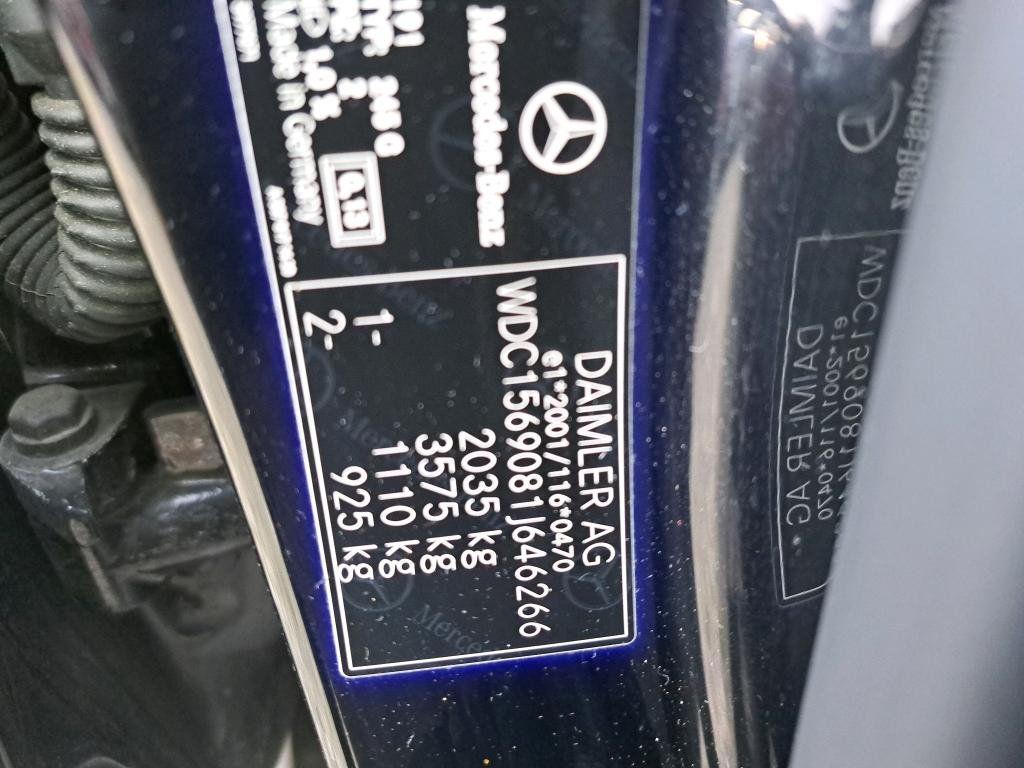 DAIMLER AG
e1*2001/116*0470
WDC1569081J646266
2035 kg
3575 kg
1- 1110 kg
2- 925 kg
Mercedes-Benz
245 G
Made in Germany